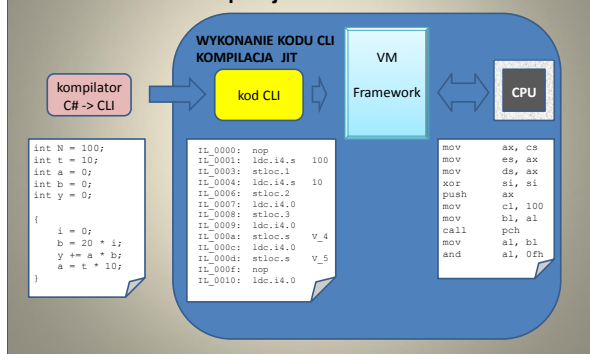 WYKONANIE KODU CLI
KOMPILACJA JIT
kompilator
C# -> CLI
kod CLI
VM
Framework
CPU
int N = 100;
int t = 10;
int a = 0;
int b = 0;
int y = 0;
{
i = 0;
b = 20 * i;
y += a * b;
a = t * 10;
}
IL_0000: nop
IL_0001: ldc.i4.s 100
IL_0003: stloc.1
IL_0004: ldc.i4.s 10
IL_0006: stloc.2
IL_0007: ldc.i4.0
IL_0008: stloc.3
IL_0009: ldc.i4.0
IL_000a: stloc.s V_4
IL_000c: ldc.i4.0
IL_000d: stloc.s V_5
IL_000f: nop
IL_0010: ldc.i4.0
mov ax, cs
mov es, ax
mov ds, ax
xor si, si
push ax
mov cl, 100
mov bl, al
call pch
mov al, bl
and al, 0fh